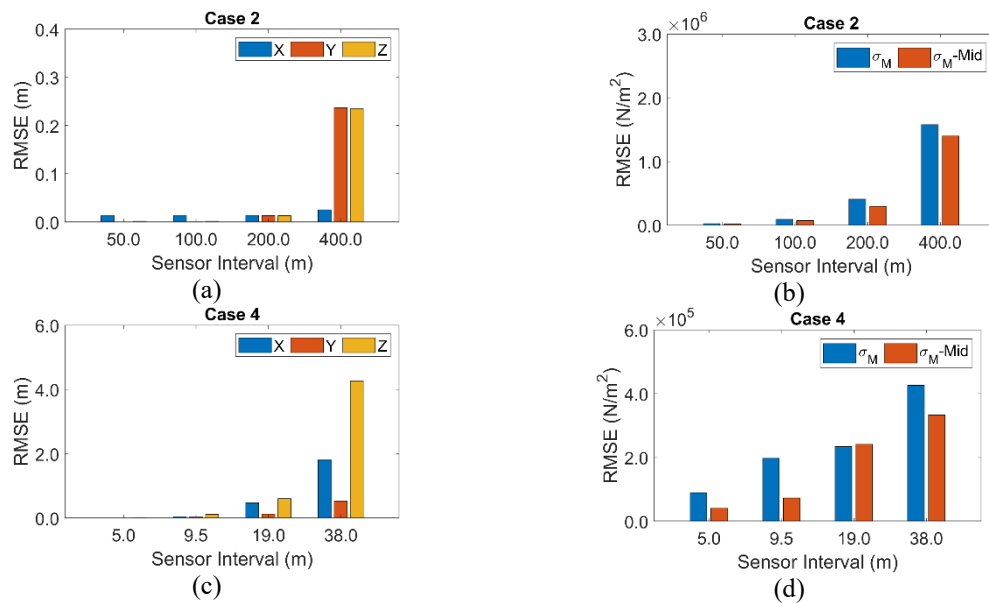 Case 2
X Y Z
0.4
0.3
0.2
0.1
0.0
RMSE (m)
50.0 100.0 200.0 400.0
Sensor Interval (m)
(a)
×10⁶
Case 2
σM σM-Mid
3.0
2.0
1.0
0.0
RMSE (N/m²)
50.0 100.0 200.0 400.0
Sensor Interval (m)
(b)
Case 4
X Y Z
6.0
4.0
2.0
0.0
RMSE (m)
5.0 9.5 19.0 38.0
Sensor Interval (m)
(c)
×10⁵
Case 4
σM σM-Mid
6.0
4.0
2.0
0.0
RMSE (N/m²)
5.0 9.5 19.0 38.0
Sensor Interval (m)
(d)